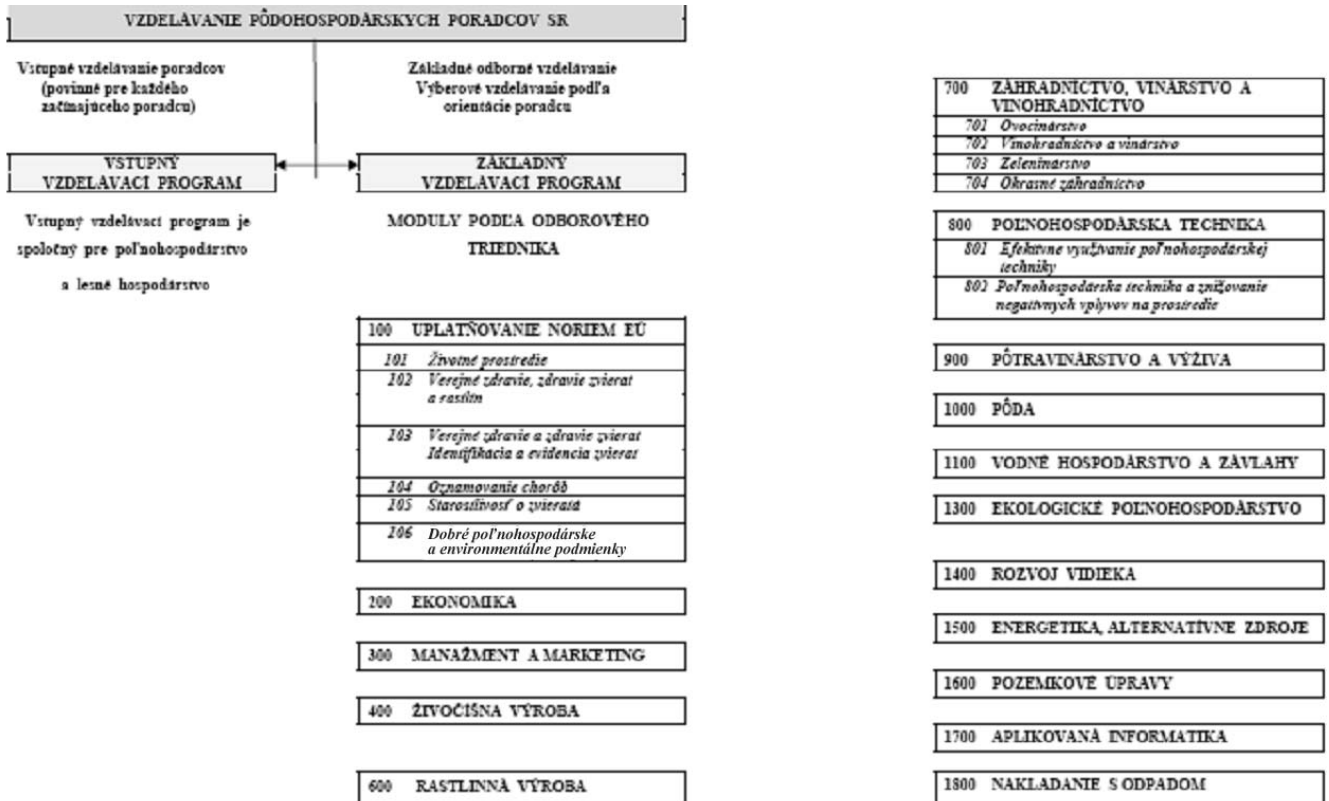 VZDELÁVANIE PÔDOHOSPODÁRSKYCH PORADCOV SR
Vstupné vzdelávanie poradcov
(povinné pre každého
začínajúceho poradcu)
Základné odborné vzdelávanie
Výberové vzdelávanie podľa
orientácie poradcu
VSTUPNÝ
VZDELÁVACÍ PROGRAM
ZÁKLADNÝ
VZDELÁVACÍ PROGRAM
Vstupný vzdelávací program je
spoločný pre poľnohospodárstvo
a lesné hospodárstvo
MODULY PODĽA ODBOROVÉHO
TRIEDNIKA
100 UPLATŇOVANIE NORIEM EÚ
101 Životné prostredie
102 Verejné zdravie, zdravie zvierat
a rastlín
103 Verejné zdravie a zdravie zvierat
Identifikácia a evidencia zvierat
104 Oznamovanie chorôb
105 Starostlivosť o zvieratá
106 Dobré poľnohospodárske
a environmentálne podmienky
200 EKONOMIKA
300 MANAŽMENT A MARKETING
400 ŽIVOČÍŠNA VÝROBA
600 RASTLINNÁ VÝROBA
700 ZÁHRADNÍCTVO, VINÁRSTVO A
VINOHRADNÍCTVO
701 Ovocinárstvo
702 Vinohradníctvo a vinárstvo
703 Zeleninárstvo
704 Okrasné záhradníctvo
800 POĽNOHOSPODÁRSKA TECHNIKA
801 Efektívne využívanie poľnohospodárskej
techniky
802 Poľnohospodárska technika a znižovanie
negatívnych vplyvov na prostredie
900 PÔTRAVINÁRSTVO A VÝŽIVA
1000 PÔDA
1100 VODNÉ HOSPODÁRSTVO A ZÁVLAHY
1300 EKOLOGICKÉ POĽNOHOSPODÁRSTVO
1400 ROZVOJ VIDIEKA
1500 ENERGETIKA, ALTERNATÍVNE ZDROJE
1600 POZEMKOVÉ ÚPRAVY
1700 APLIKOVANÁ INFORMATIKA
1800 NAKLADANIE S ODPADOM